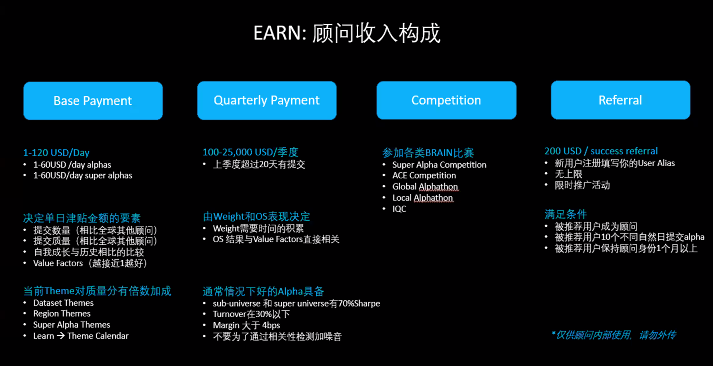 EARN: 顾问收入构成
Base Payment
1-120 USD/Day
• 1-60USD /day alphas
• 1-60USD/day super alphas
决定单日津贴金额的要素
• 提交数量（相比全球其他顾问）
• 提交质量（相比全球其他顾问）
• 自我成长与历史相比的比较
• Value Factors（越接近1越好）
当前Theme对质量分有倍数加成
• Dataset Themes
• Region Themes
• Super Alpha Themes
• Learn → Theme Calendar
Quarterly Payment
100-25,000 USD/季度
• 上季度超过20天有提交
由Weight和OS表现决定
• Weight需要时间的积累
• OS 结果与Value Factors直接相关
通常情况下好的Alpha具备
• sub-universe 和 super universe有70%Sharpe
• Turnover在30%以下
• Margin 大于 4bps
• 不要为了通过相关性检测加噪音
Competition
参加各类BRAIN比赛
• Super Alpha Competition
• ACE Competition
• Global Alphathon
• Local Alphathon
• IQC
Referral
200 USD / success referral
• 新用户注册填写你的User Alias
• 无上限
• 限时推广活动
满足条件
• 被推荐用户成为顾问
• 被推荐用户10个不同自然日提交alpha
• 被推荐用户保持顾问身份1个月以上
*仅供顾问内部使用，请勿外传